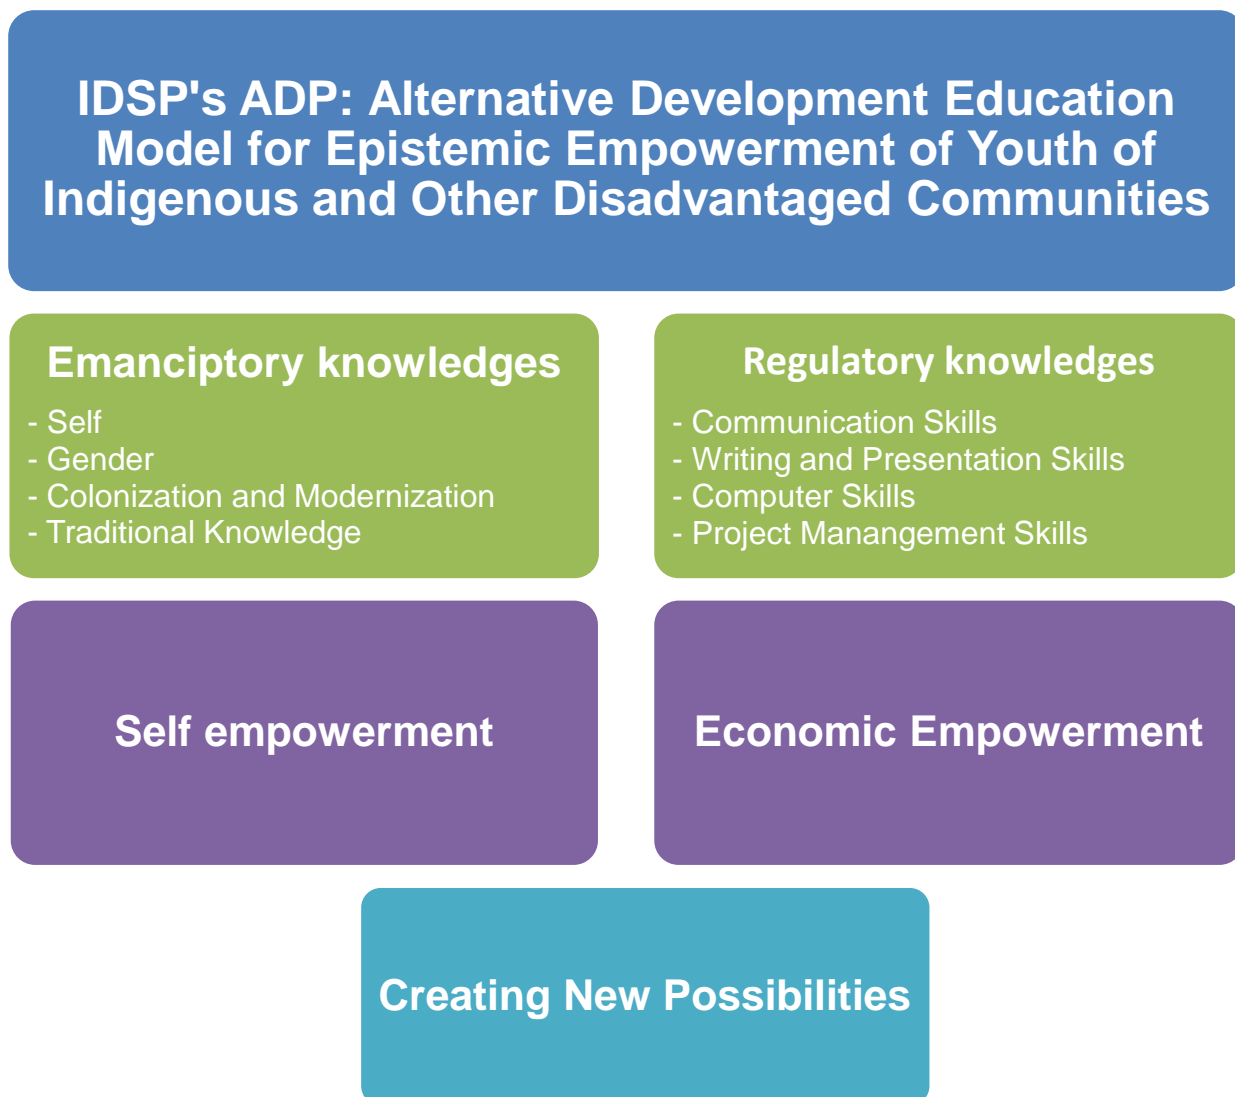 IDSP's ADP: Alternative Development Education
Model for Epistemic Empowerment of Youth of
Indigenous and Other Disadvantaged Communities
Emanciptory knowledges
- Self
- Gender
- Colonization and Modernization
- Traditional Knowledge
Regulatory knowledges
- Communication Skills
- Writing and Presentation Skills
- Computer Skills
- Project Manangement Skills
Self empowerment
Economic Empowerment
Creating New Possibilities